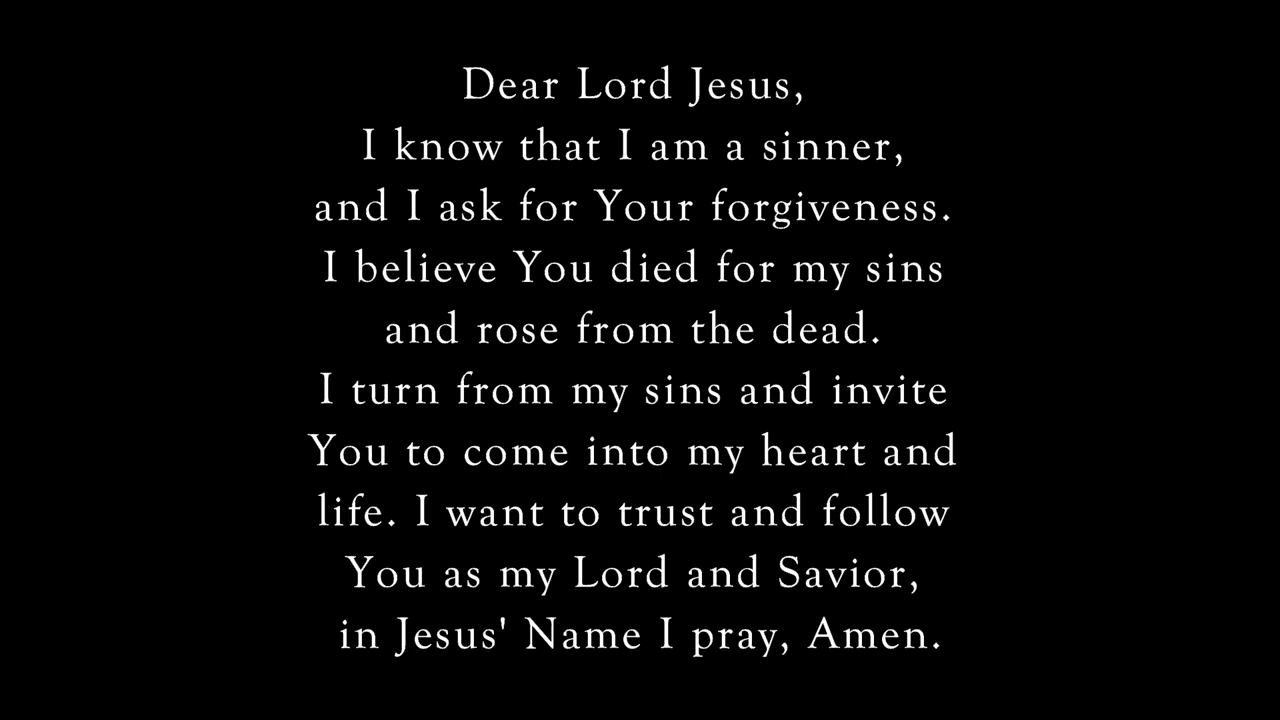 Dear Lord Jesus,
I know that I am a sinner,
and I ask for Your forgiveness.
I believe You died for my sins
and rose from the dead.
I turn from my sins and invite
You to come into my heart and
life. I want to trust and follow
You as my Lord and Savior,
in Jesus' Name I pray, Amen.